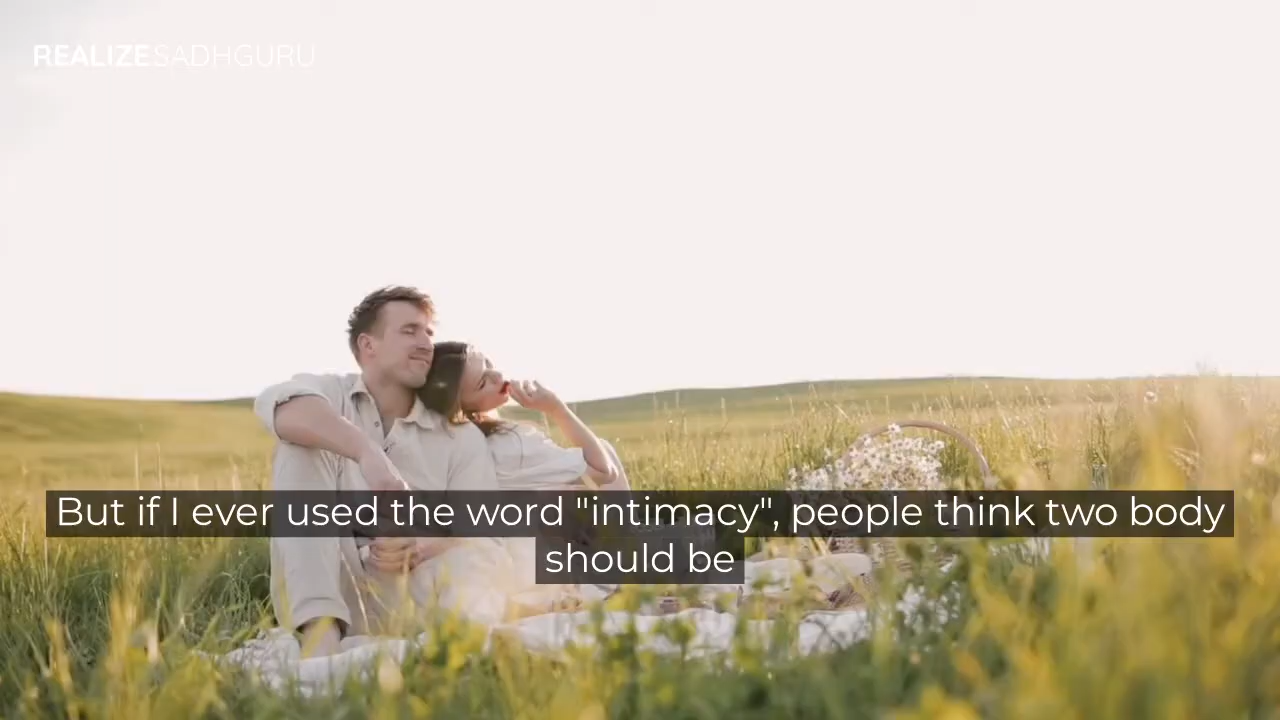 REALIZESADHGURU
But if I ever used the word "intimacy", people think two body
should be